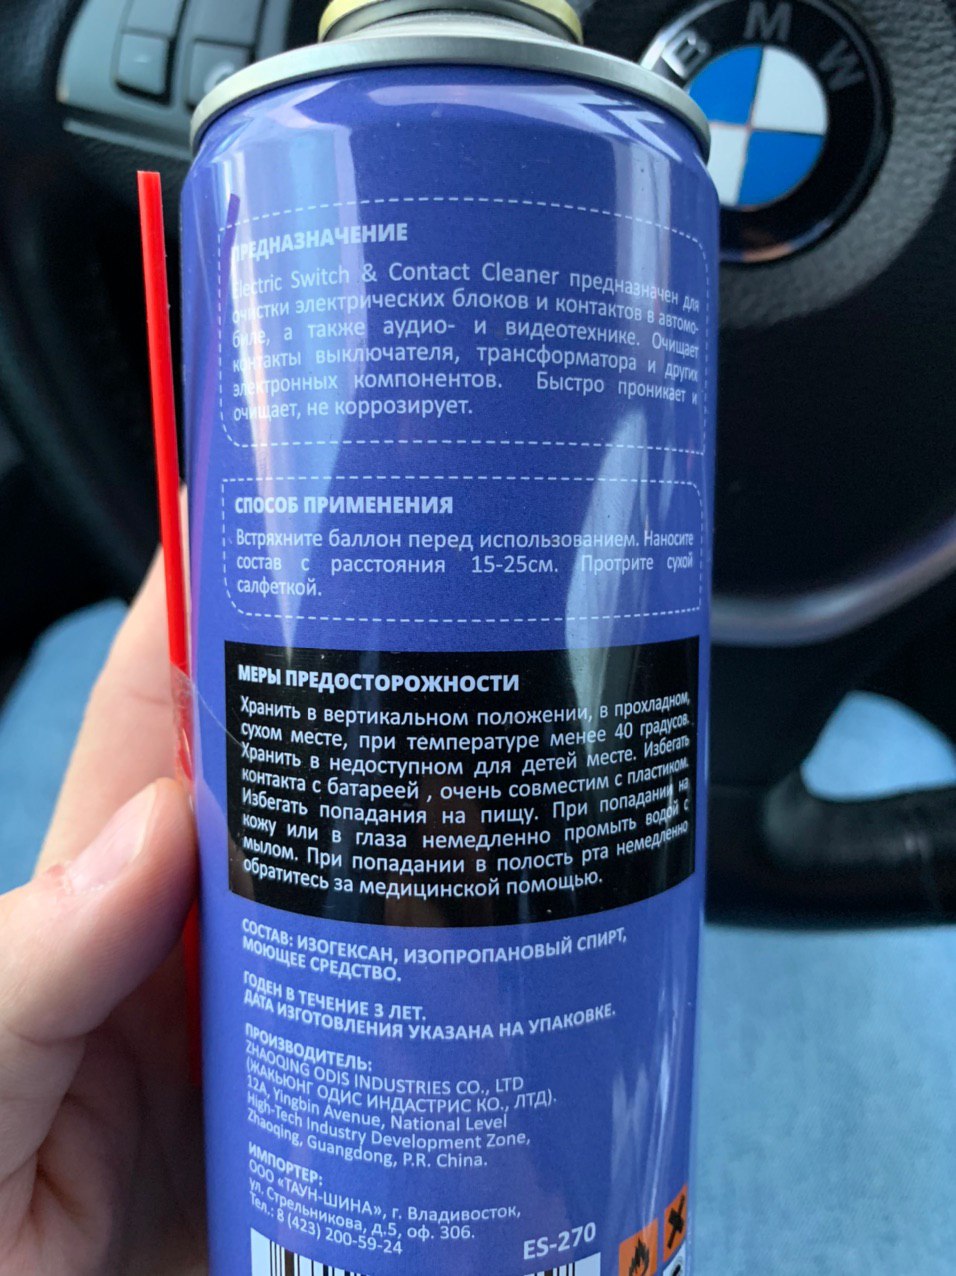 BMW
ПРЕДНАЗНАЧЕНИЕ
Electric Switch & Contact Cleaner предназначен для
очистки электрических блоков и контактов в автомо-
биле, а также аудио- и видеотехнике. Очищает
контакты выключателя, трансформатора и других
электронных компонентов. Быстро проникает и
очищает, не коррозирует.
СПОСОБ ПРИМЕНЕНИЯ
Встряхните баллон перед использованием. Наносите
состав с расстояния 15-25см. Протрите сухой
салфеткой.
МЕРЫ ПРЕДОСТОРОЖНОСТИ
Хранить в вертикальном положении, в прохладном,
сухом месте, при температуре менее 40 градусов.
Хранить в недоступном для детей месте. Избегать
контакта с батареей , очень совместим с пластиком.
Избегать попадания на пищу. При попадании на
кожу или в глаза немедленно промыть водой с
мылом. При попадании в полость рта немедленно
обратитесь за медицинской помощью.
СОСТАВ: ИЗОГЕКСАН, ИЗОПРОПАНОВЫЙ СПИРТ,
МОЮЩЕЕ СРЕДСТВО.
ГОДЕН В ТЕЧЕНИЕ 3 ЛЕТ.
ДАТА ИЗГОТОВЛЕНИЯ УКАЗАНА НА УПАКОВКЕ.
ПРОИЗВОДИТЕЛЬ:
ZHAOQING ODIS INDUSTRIES CO., LTD
(ЖАКЬЮНГ ОДИС ИНДАСТРИС КО., ЛТД).
12A, Yingbin Avenue, National Level
High-Tech Industry Development Zone,
Zhaoqing, Guangdong, P.R. China.
ИМПОРТЕР:
ООО "ТАУН-ШИНА», г. Владивосток,
ул. Стрельникова, д.5, оф. 306.
Тел.: 8 (423) 200-59-24
ES-270